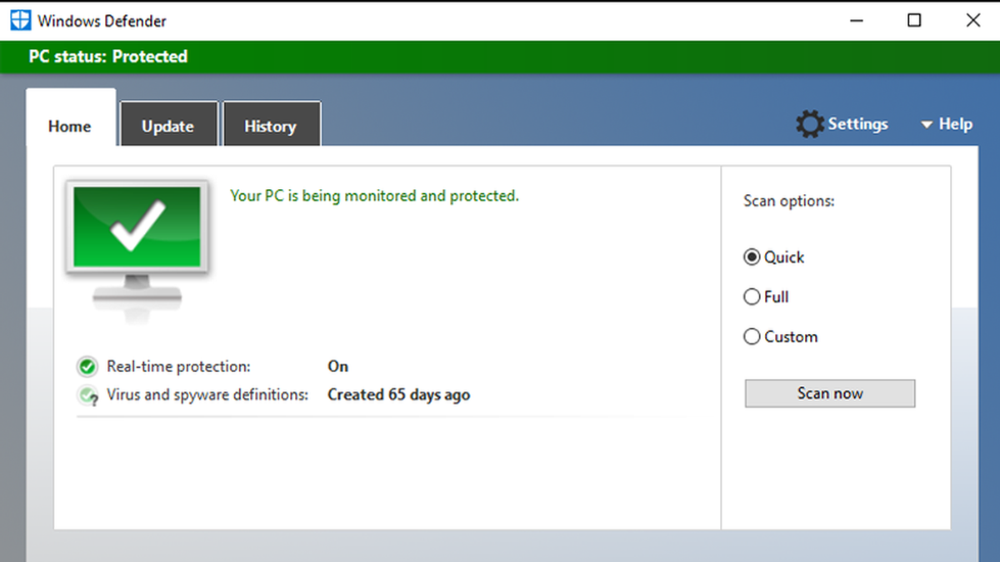 Windows Defender
PC status: Protected
Home
Update
History
Settings
Help
Your PC is being monitored and protected.
Real-time protection: On
Virus and spyware definitions: Created 65 days ago
Scan options:
Quick
Full
Custom
Scan now